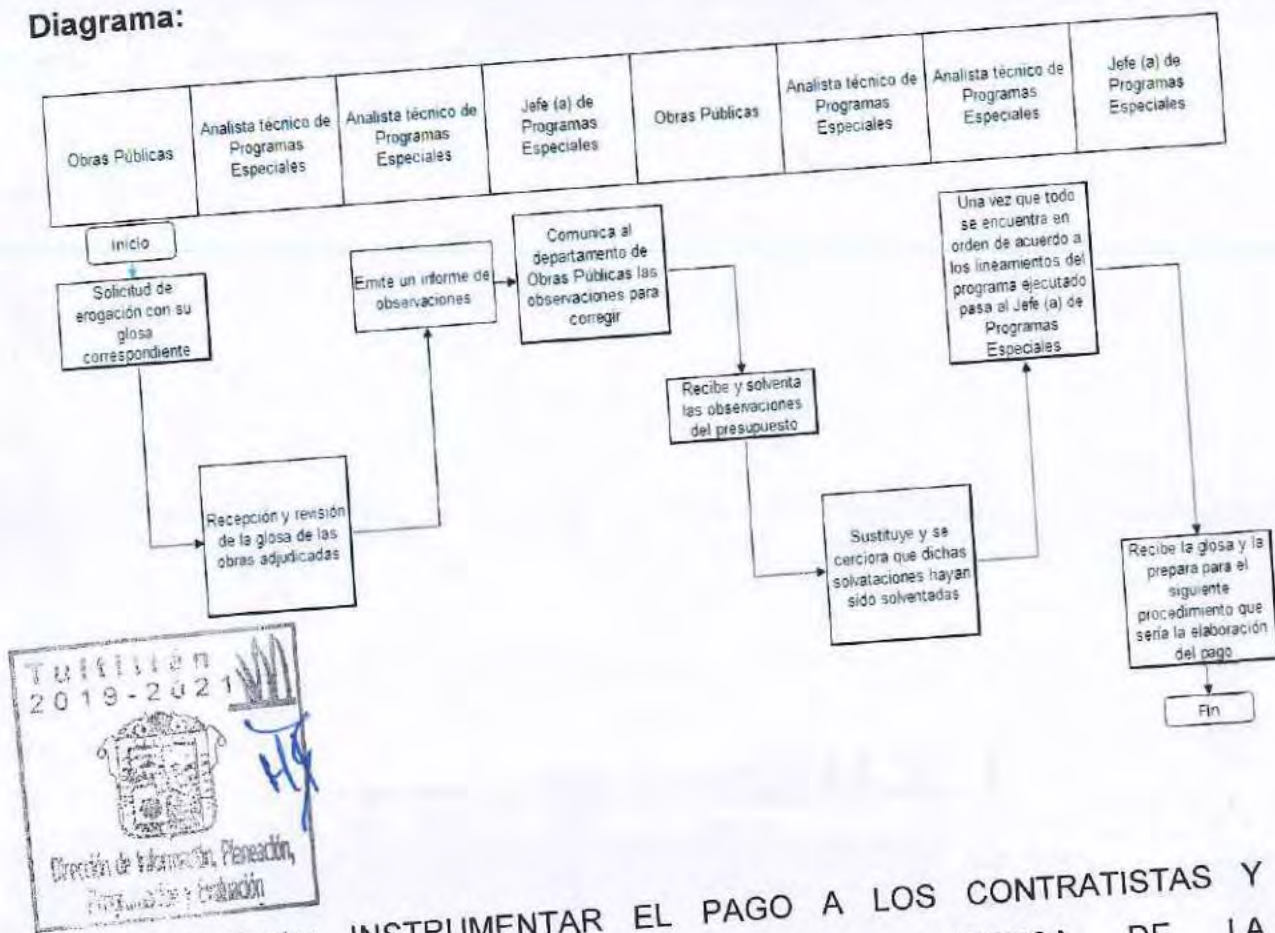 Diagrama:
Obras Públicas
Analista técnico de
Programas
Especiales
Analista técnico de
Programas
Especiales
Jefe (a) de
Programas
Especiales
Obras Publicas
Analista técnico de
Programas
Especiales
Analista técnico de
Programas
Especiales
Jefe (a) de
Programas
Especiales
Inicio
Solicitud de
erogación con su
glosa
correspondiente
Recepción y revisión
de la glosa de las
obras adjudicadas
Emite un informe de
observaciones
Comunica al
departamento de
Obras Públicas las
observaciones para
corregir
Recibe y solventa
las observaciones
del presupuesto
Sustituye y se
cerciora que dichas
solvataciones hayan
sido solventadas
Una vez que todo
se encuentra en
orden de acuerdo a
los lineamientos del
programa ejecutado
pasa al Jefe (a) de
Programas
Especiales
Recibe la glosa y la
prepara para el
siguiente
procedimiento que
sería la elaboración
del pago
Fin
Tultitlán
2019-2021
Dirección de Información, Planeación,
Programación y Evaluación
INSTRUMENTAR EL PAGO A LOS CONTRATISTAS Y
DE LA